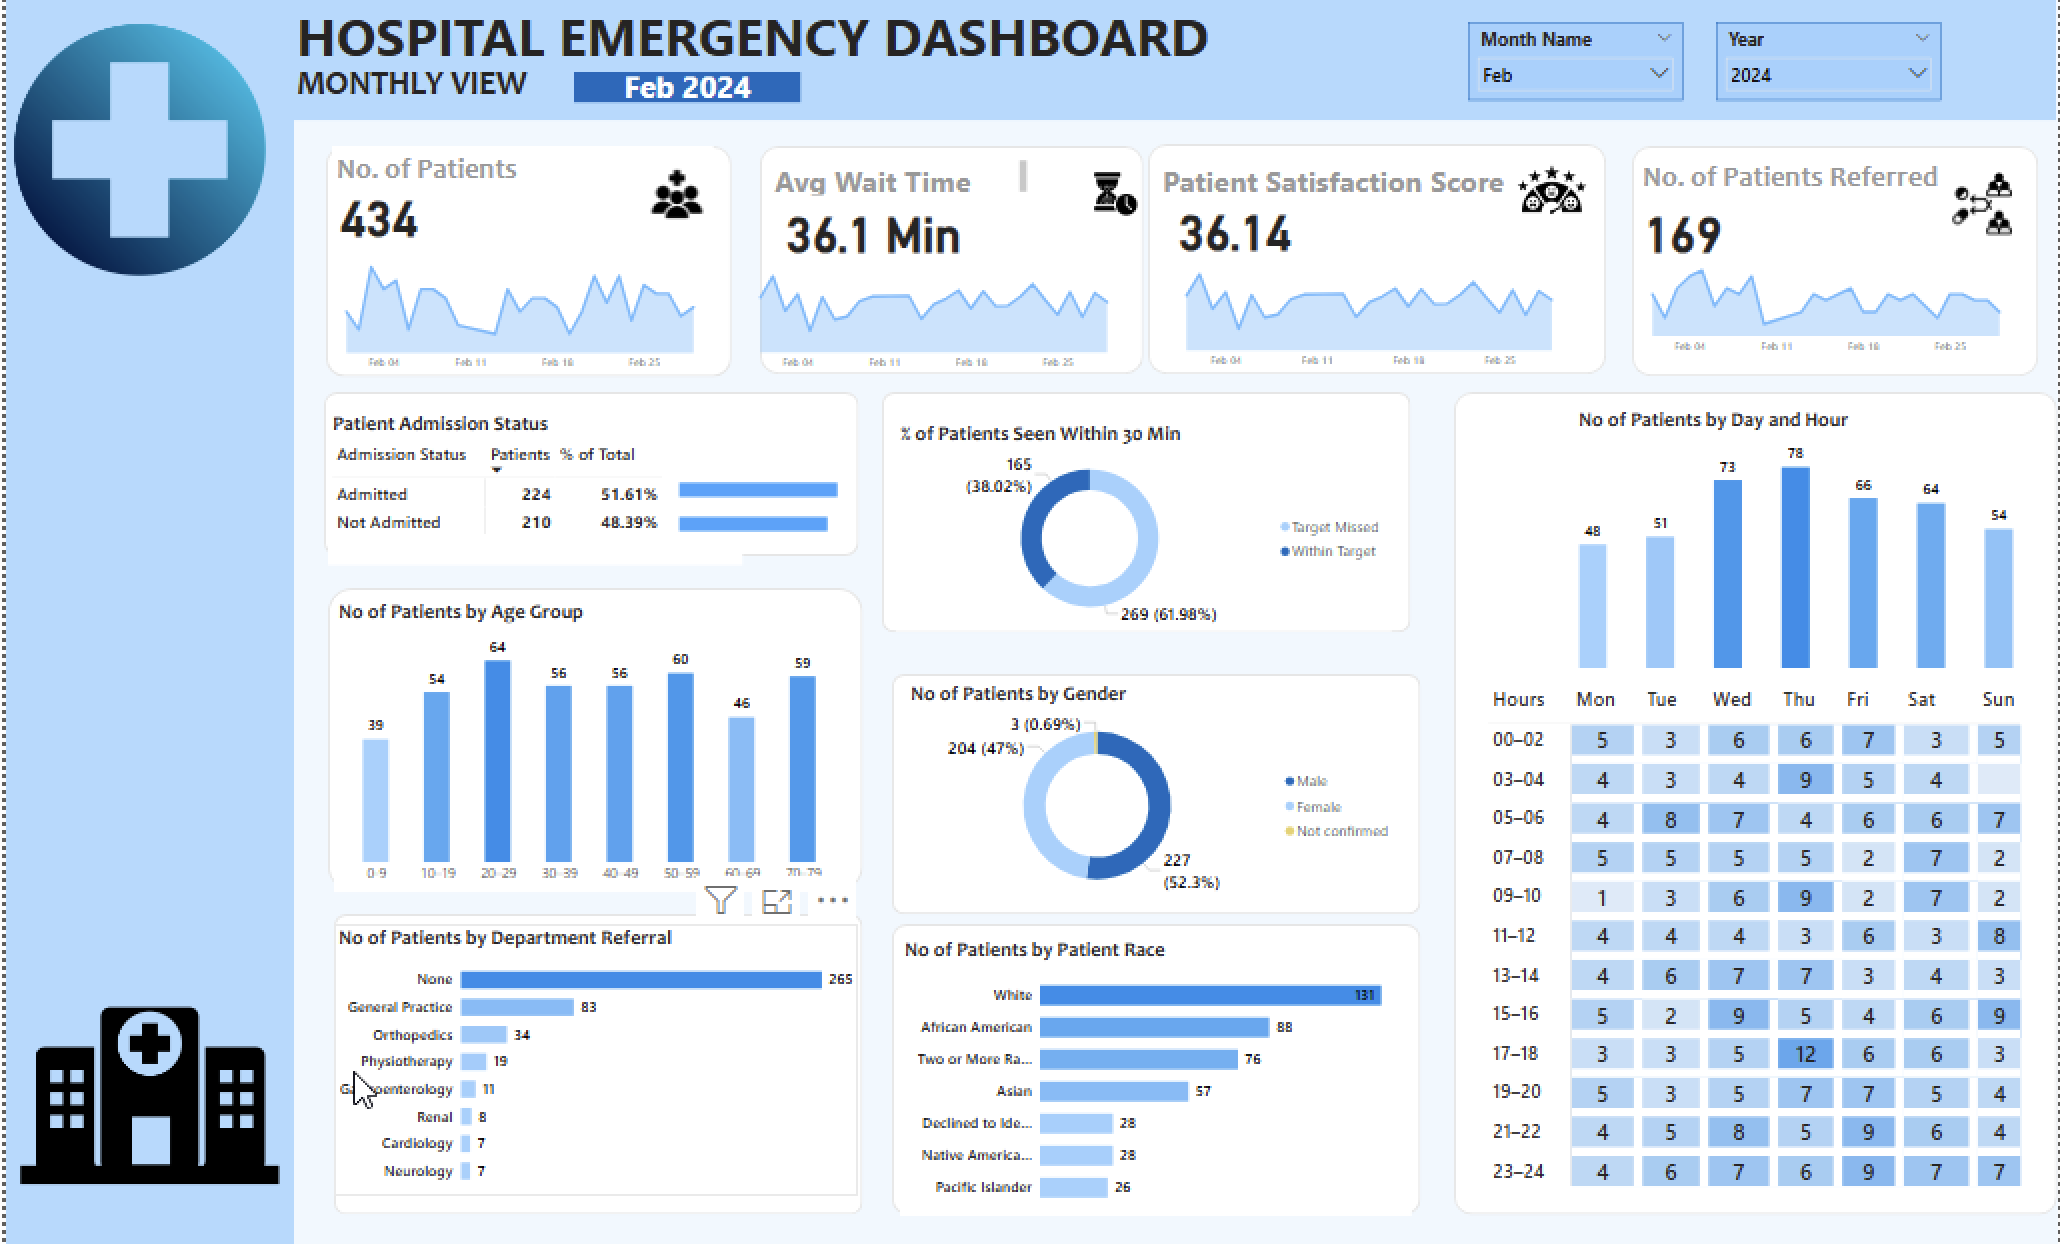 HOSPITAL EMERGENCY DASHBOARD
MONTHLY VIEW
Feb 2024
Month Name
Feb
Year
2024
No. of Patients
434
Feb 04 Feb 11 Feb 18 Feb 25
Avg Wait Time
36.1 Min
Feb 04 Feb 11 Feb 18 Feb 25
Patient Satisfaction Score
36.14
Feb 04 Feb 11 Feb 18 Feb 25
No. of Patients Referred
169
Feb 04 Feb 11 Feb 18 Feb 25
Patient Admission Status
Admission Status Patients % of Total
Admitted 224 51.61%
Not Admitted 210 48.39%
% of Patients Seen Within 30 Min
165
(38.02%)
269 (61.98%)
Target Missed
Within Target
No of Patients by Age Group
39 54 64 56 56 60 46 59
0-9 10-19 20-29 30-39 40-49 50-59 60-69 70-79
No of Patients by Gender
3 (0.69%)
204 (47%)
227
(52.3%)
Male
Female
Not confirmed
No of Patients by Department Referral
None 265
General Practice 83
Orthopedics 34
Physiotherapy 19
11
Renal 8
Cardiology 7
Neurology 7
No of Patients by Patient Race
White 131
African American 88
Two or More Ra... 76
Asian 57
Declined to Ide... 28
Native America... 28
Pacific Islander 26
No of Patients by Day and Hour
48 51 73 78 66 64 54
Hours Mon Tue Wed Thu Fri Sat Sun
00–02 5 3 6 6 7 3 5
03–04 4 3 4 9 5 4
05–06 4 8 7 4 6 6 7
07–08 5 5 5 5 2 7 2
09–10 1 3 6 9 2 7 2
11–12 4 4 4 3 6 3 8
13–14 4 6 7 7 3 4 3
15–16 5 2 9 5 4 6 9
17–18 3 3 5 12 6 6 3
19–20 5 3 5 7 7 5 4
21–22 4 5 8 5 9 6 4
23–24 4 6 7 6 9 7 7